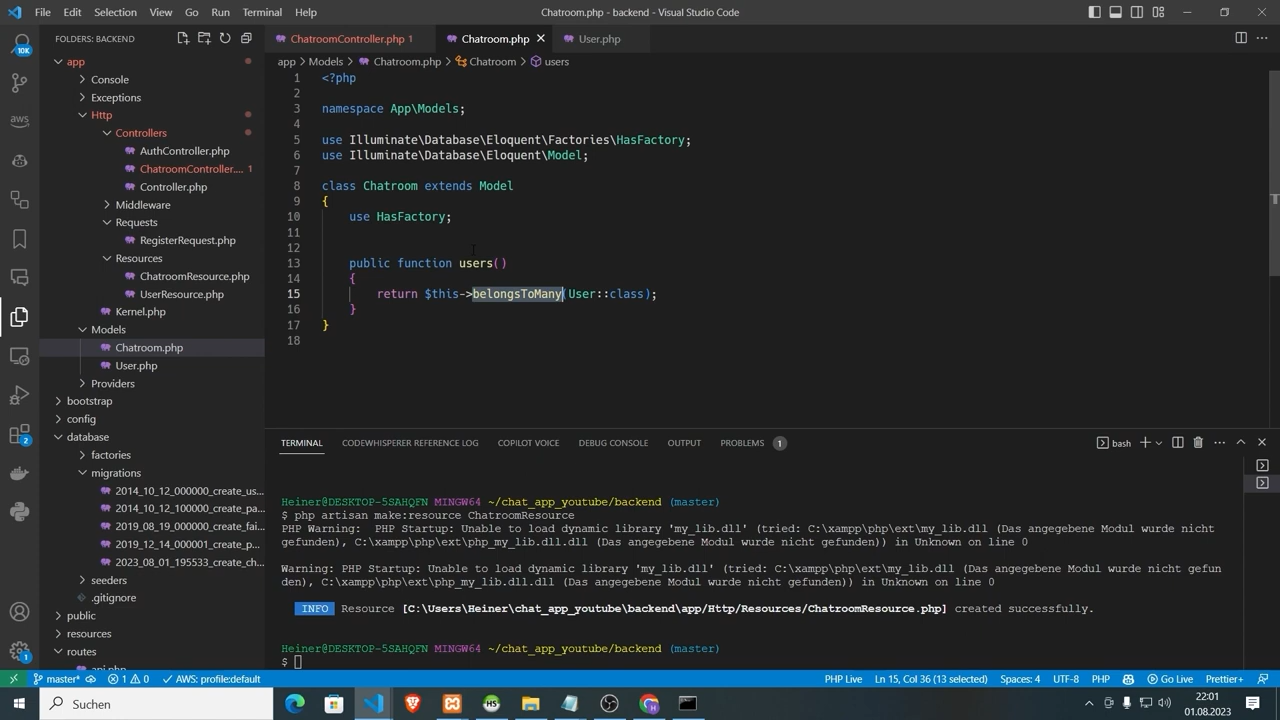 File Edit Selection View Go Run Terminal Help
Chatroom.php - backend - Visual Studio Code
FOLDERS: BACKEND
ChatroomController.php 1
Chatroom.php
User.php
app > Models > Chatroom.php > Chatroom > users
10K
aws
2
1
app
Console
Exceptions
Http
Controllers
AuthController.php
ChatroomController.... 1
Controller.php
Middleware
Requests
RegisterRequest.php
Resources
ChatroomResource.php
UserResource.php
Kernel.php
Models
Chatroom.php
User.php
Providers
bootstrap
config
database
factories
migrations
2014_10_12_000000_create_us...
2014_10_12_100000_create_pa...
2019_08_19_000000_create_fai...
2019_12_14_000001_create_p...
2023_08_01_195533_create_ch...
seeders
.gitignore
public
resources
routes
api.php
1 <?php
2
3 namespace App\Models;
4
5 use Illuminate\Database\Eloquent\Factories\HasFactory;
6 use Illuminate\Database\Eloquent\Model;
7
8 class Chatroom extends Model
9 {
10 use HasFactory;
11
12
13 public function users()
14 {
15 return $this->belongsToMany(User::class);
16 }
17 }
18
TERMINAL CODEWHISPERER REFERENCE LOG COPILOT VOICE DEBUG CONSOLE OUTPUT PROBLEMS 1
bash
Heiner@DESKTOP-5SAHQFN MINGW64 ~/chat_app_youtube/backend (master)
$ php artisan make:resource ChatroomResource
PHP Warning:  PHP Startup: Unable to load dynamic library 'my_lib.dll' (tried: C:\xampp\php\ext\my_lib.dll (Das angegebene Modul wurde nicht
gefunden), C:\xampp\php\ext\php_my_lib.dll.dll (Das angegebene Modul wurde nicht gefunden)) in Unknown on line 0
Warning: PHP Startup: Unable to load dynamic library 'my_lib.dll' (tried: C:\xampp\php\ext\my_lib.dll (Das angegebene Modul wurde nicht gefun
den), C:\xampp\php\ext\php_my_lib.dll.dll (Das angegebene Modul wurde nicht gefunden)) in Unknown on line 0
INFO Resource [C:\Users\Heiner\chat_app_youtube\backend\app/Http/Resources/ChatroomResource.php] created successfully.
Heiner@DESKTOP-5SAHQFN MINGW64 ~/chat_app_youtube/backend (master)
$
master* 1 0 AWS: profile:default
PHP Live Ln 15, Col 36 (13 selected) Spaces: 4 UTF-8 PHP Go Live Prettier+
Suchen
HS
22:01
01.08.2023